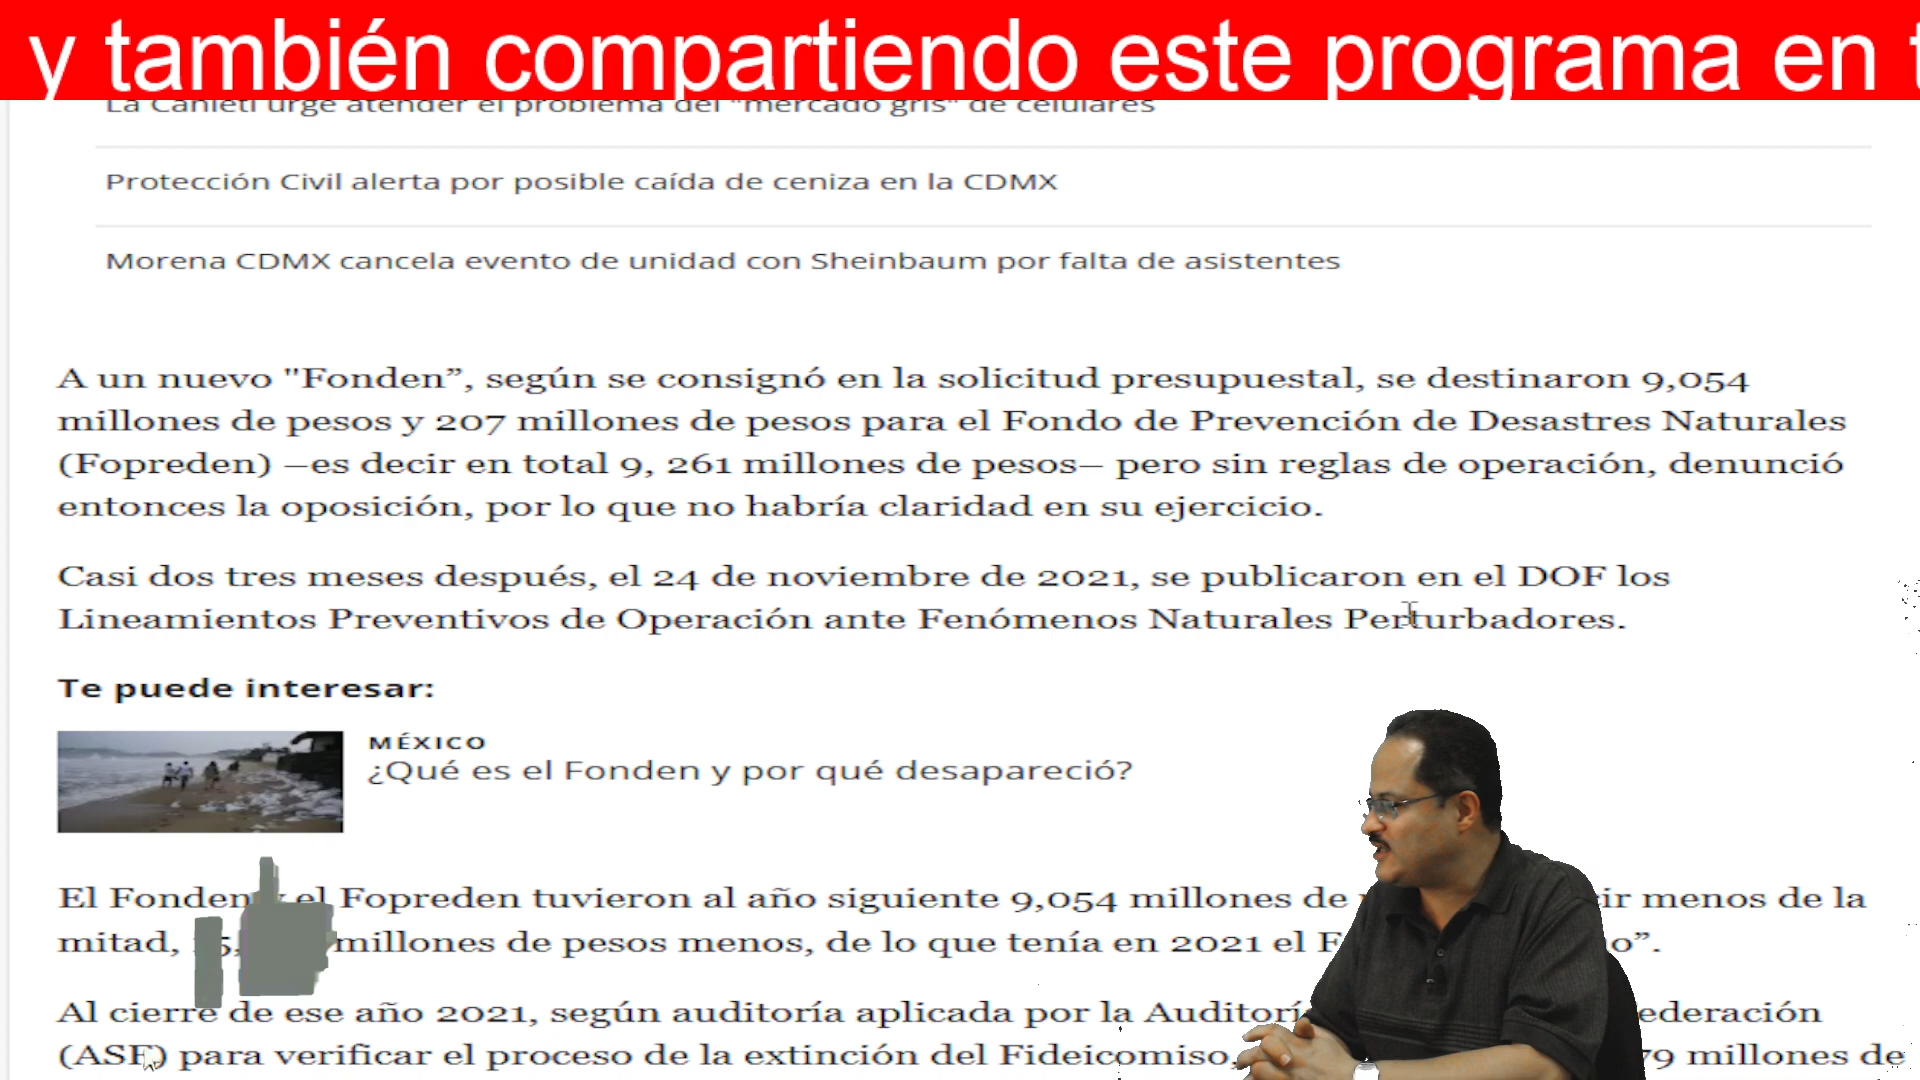 y también compartiendo este programa en
La Canieti urge atender el problema del "mercado gris" de celulares
Protección Civil alerta por posible caída de ceniza en la CDMX
Morena CDMX cancela evento de unidad con Sheinbaum por falta de asistentes
A un nuevo "Fonden”, según se consignó en la solicitud presupuestal, se destinaron 9,054
millones de pesos y 207 millones de pesos para el Fondo de Prevención de Desastres Naturales
(Fopreden) —es decir en total 9, 261 millones de pesos— pero sin reglas de operación, denunció
entonces la oposición, por lo que no habría claridad en su ejercicio.
Casi dos tres meses después, el 24 de noviembre de 2021, se publicaron en el DOF los
Lineamientos Preventivos de Operación ante Fenómenos Naturales Perturbadores.
Te puede interesar:
MÉXICO
¿Qué es el Fonden y por qué desapareció?
El Fonden y el Fopreden tuvieron al año siguiente 9,054 millones de menos de la
mitad, millones de pesos menos, de lo que tenía en 2021 el
Al cierre de ese año 2021, según auditoría aplicada por la
(ASF) para verificar el proceso de la extinción del Fideicomiso, millones de